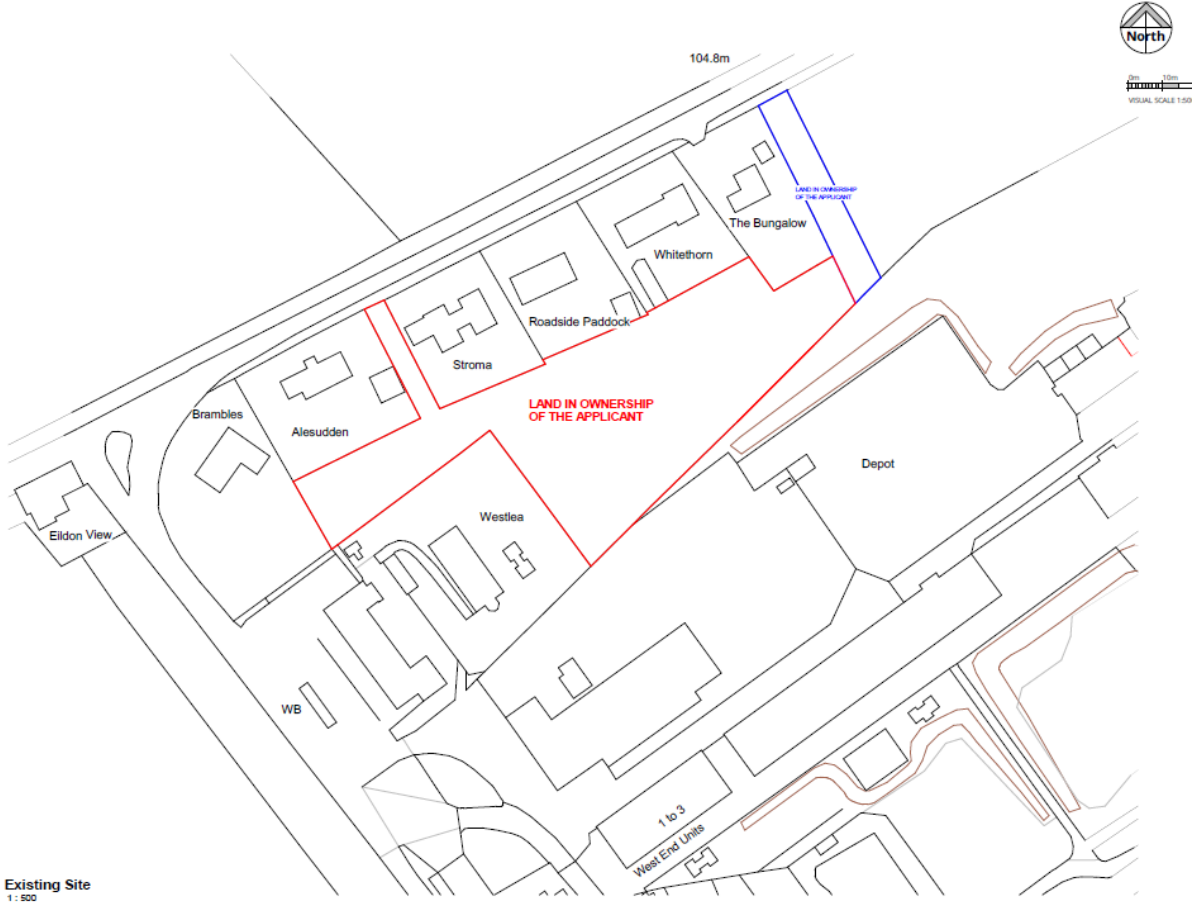 North
104.8m
0m 10m
VISUAL SCALE 1:50
LAND IN OWNERSHIP
OF THE APPLICANT
The Bungalow
Whitethorn
Roadside Paddock
Stroma
LAND IN OWNERSHIP
OF THE APPLICANT
Brambles
Alesudden
Depot
Westlea
Eildon View
WB
1 to 3
West End Units
Existing Site
1 : 500